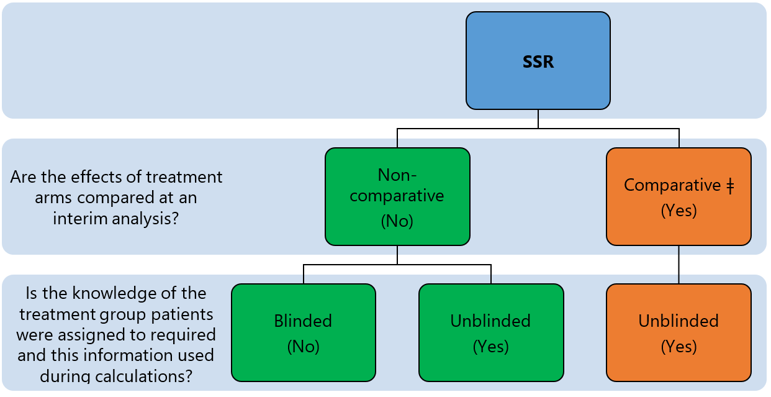 SSR
Are the effects of treatment
arms compared at an
interim analysis?
Non-
comparative
(No)
Comparative ǂ
(Yes)
Is the knowledge of the
treatment group patients
were assigned to required
and this information used
during calculations?
Blinded
(No)
Unblinded
(Yes)
Unblinded
(Yes)